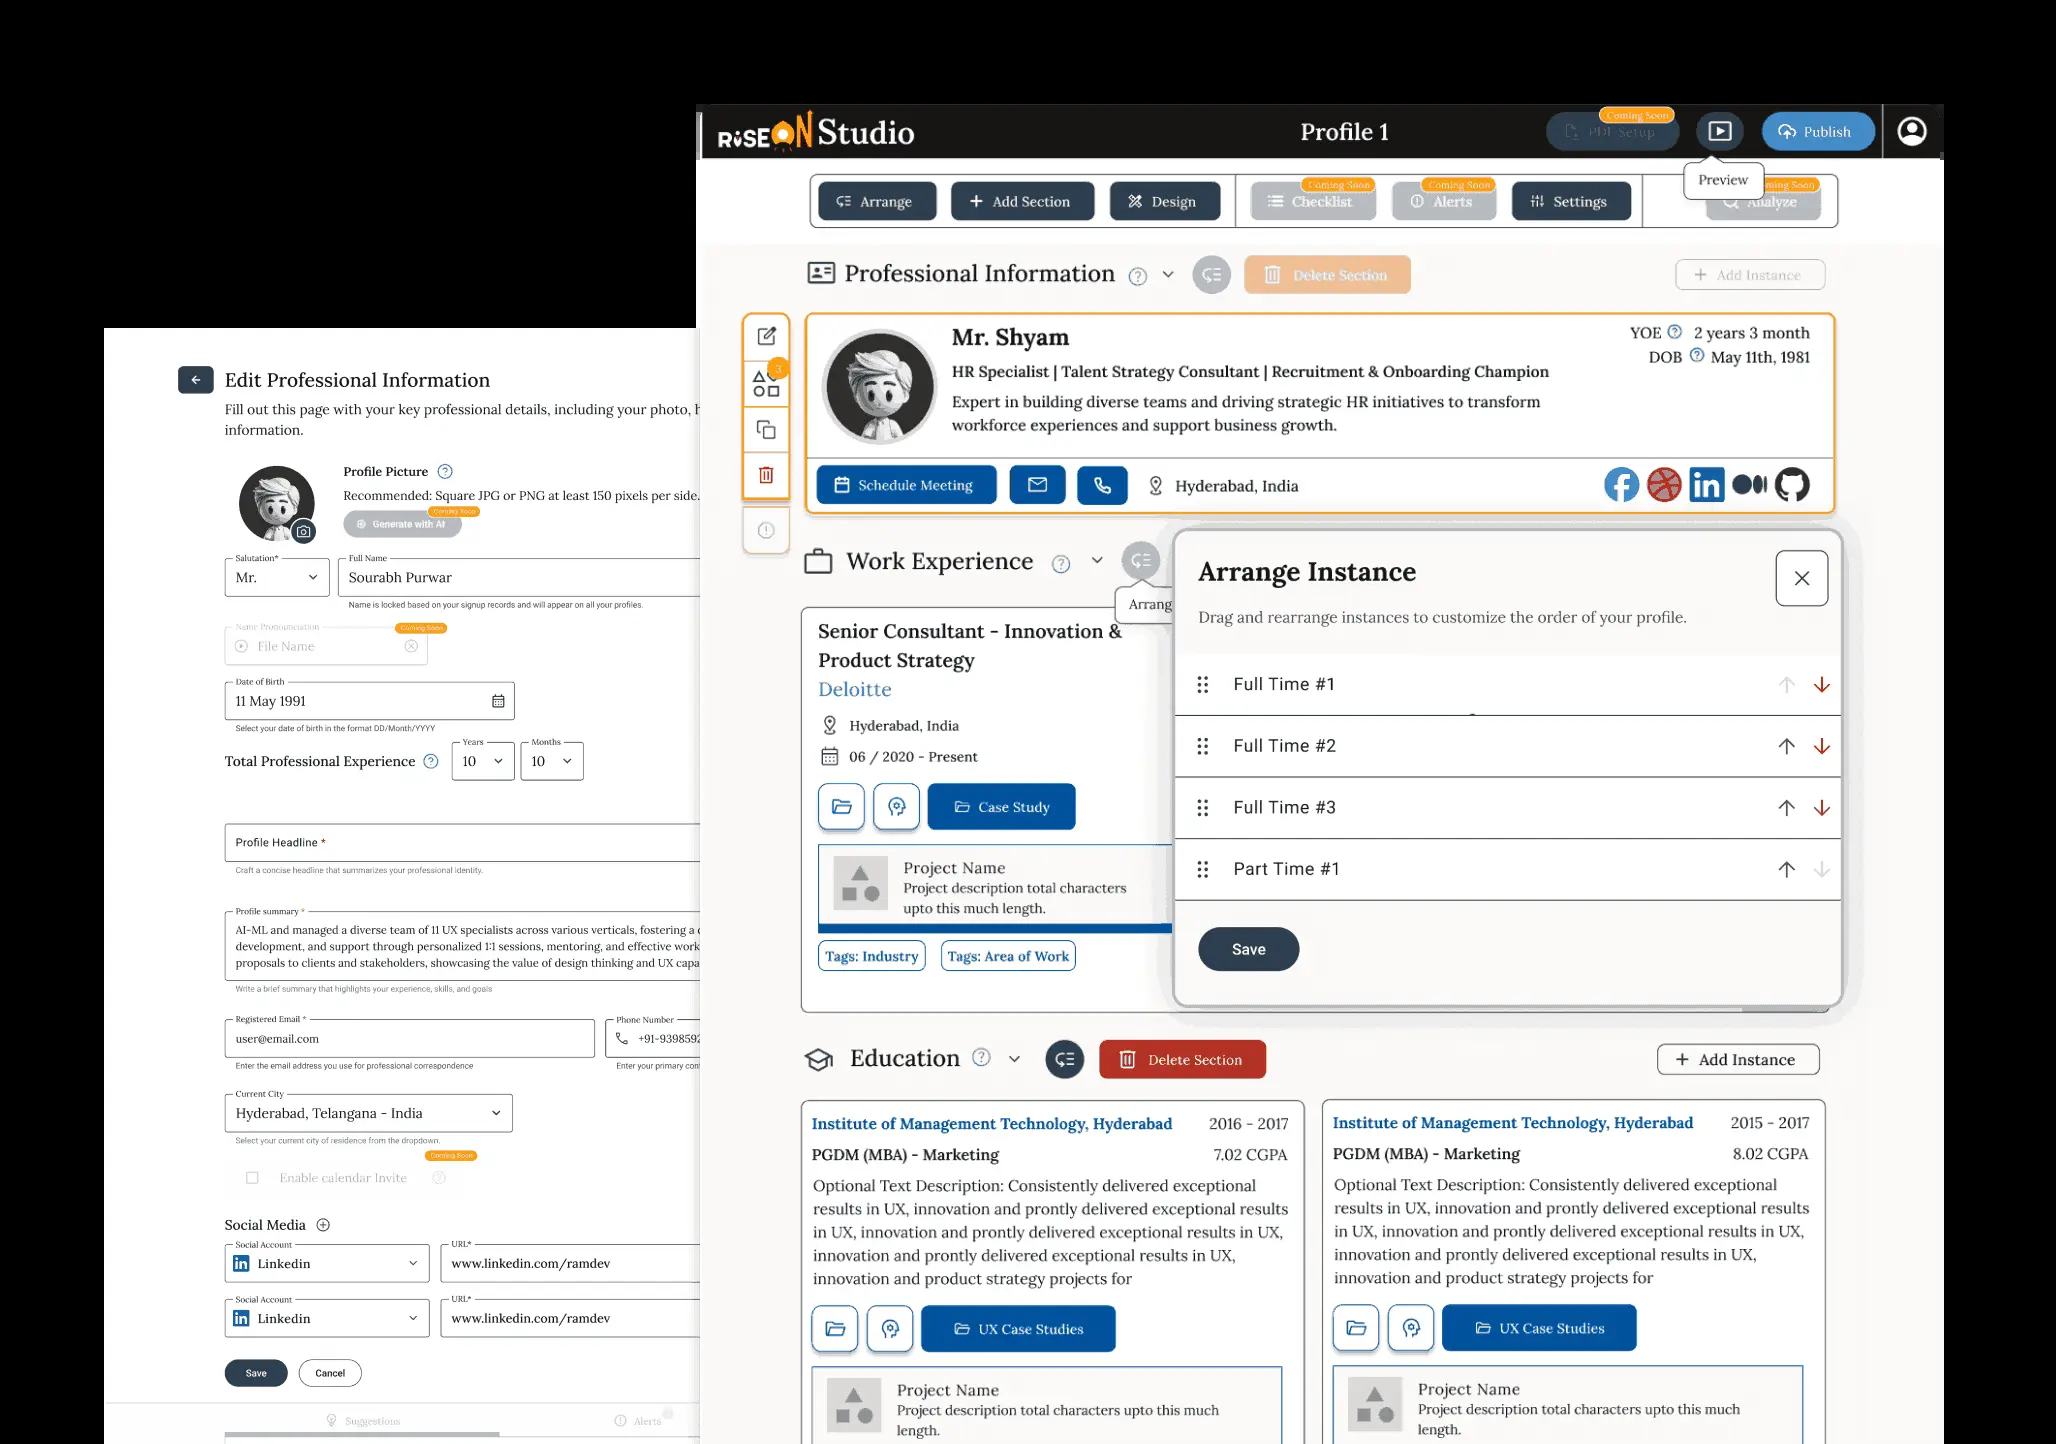 RiSEON Studio
Profile 1
Coming Soon
PDF Setup
Publish
Preview
Arrange
Add Section
Design
Coming Soon
Checklist
Coming Soon
Alerts
Settings
Analyze
Professional Information
Delete Section
Add Instance
3
Mr. Shyam
HR Specialist | Talent Strategy Consultant | Recruitment & Onboarding Champion
Expert in building diverse teams and driving strategic HR initiatives to transform
workforce experiences and support business growth.
YOE 2 years 3 month
DOB May 11th, 1981
Schedule Meeting
Hyderabad, India
Work Experience
Senior Consultant - Innovation &
Product Strategy
Deloitte
Hyderabad, India
06 / 2020 - Present
Case Study
Project Name
Project description total characters
upto this much length.
Tags: Industry
Tags: Area of Work
Arrange Instance
Drag and rearrange instances to customize the order of your profile.
Full Time #1
Full Time #2
Full Time #3
Part Time #1
Save
Education
Delete Section
Add Instance
Institute of Management Technology, Hyderabad 2016 - 2017
PGDM (MBA) - Marketing 7.02 CGPA
Optional Text Description: Consistently delivered exceptional
results in UX, innovation and prontly delivered exceptional results
in UX, innovation and prontly delivered exceptional results in UX,
innovation and prontly delivered exceptional results in UX,
innovation and product strategy projects for
UX Case Studies
Project Name
Project description total characters upto this much
length.
Institute of Management Technology, Hyderabad 2015 - 2017
PGDM (MBA) - Marketing 8.02 CGPA
Optional Text Description: Consistently delivered exceptional
results in UX, innovation and prontly delivered exceptional results
in UX, innovation and prontly delivered exceptional results in UX,
innovation and prontly delivered exceptional results in UX,
innovation and product strategy projects for
UX Case Studies
Project Name
Project description total characters upto this much
length.
Edit Professional Information
Fill out this page with your key professional details, including your photo,
information.
Profile Picture
Recommended: Square JPG or PNG at least 150 pixels per side.
Coming Soon
Generate with AI
Salutation*
Mr.
Full Name
Sourabh Purwar
Name is locked based on your signup records and will appear on all your profiles.
Name Pronounciation
Coming Soon
File Name
Date of Birth
11 May 1991
Select your date of birth in the format DD/Month/YYYY
Total Professional Experience
Years
10
Months
10
Profile Headline *
Craft a concise headline that summarizes your professional identity.
Profile summary *
AI-ML and managed a diverse team of 11 UX specialists across various verticals, fostering a
development, and support through personalized 1:1 sessions, mentoring, and effective work
proposals to clients and stakeholders, showcasing the value of design thinking and UX capa
Write a brief summary that highlights your experience, skills, and goals
Registered Email *
user@email.com
Enter the email address you use for professional correspondence
Phone Number
+91-9398592
Enter your primary
Current City
Hyderabad, Telangana - India
Select your current city of residence from the dropdown.
Coming Soon
Enable calendar Invite
Social Media
Social Account
Linkedin
URL*
www.linkedin.com/ramdev
Social Account
Linkedin
URL*
www.linkedin.com/ramdev
Save
Cancel
Suggestions
Alerts